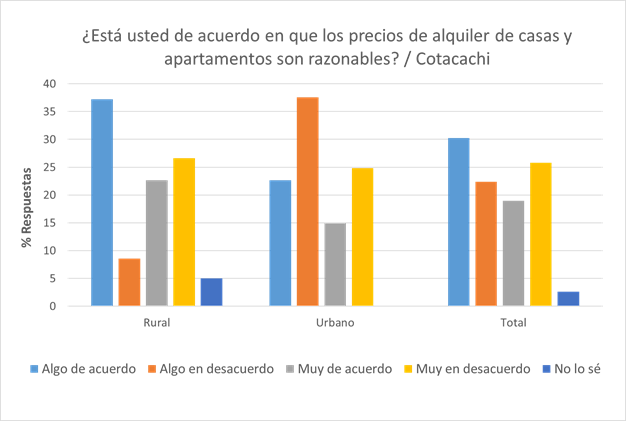 ¿Está usted de acuerdo en que los precios de alquiler de casas y
apartamentos son razonables? / Cotacachi
40
35
30
25
20
15
10
5
0
% Respuestas
Rural Urbano Total
Algo de acuerdo Algo en desacuerdo Muy de acuerdo Muy en desacuerdo No lo sé